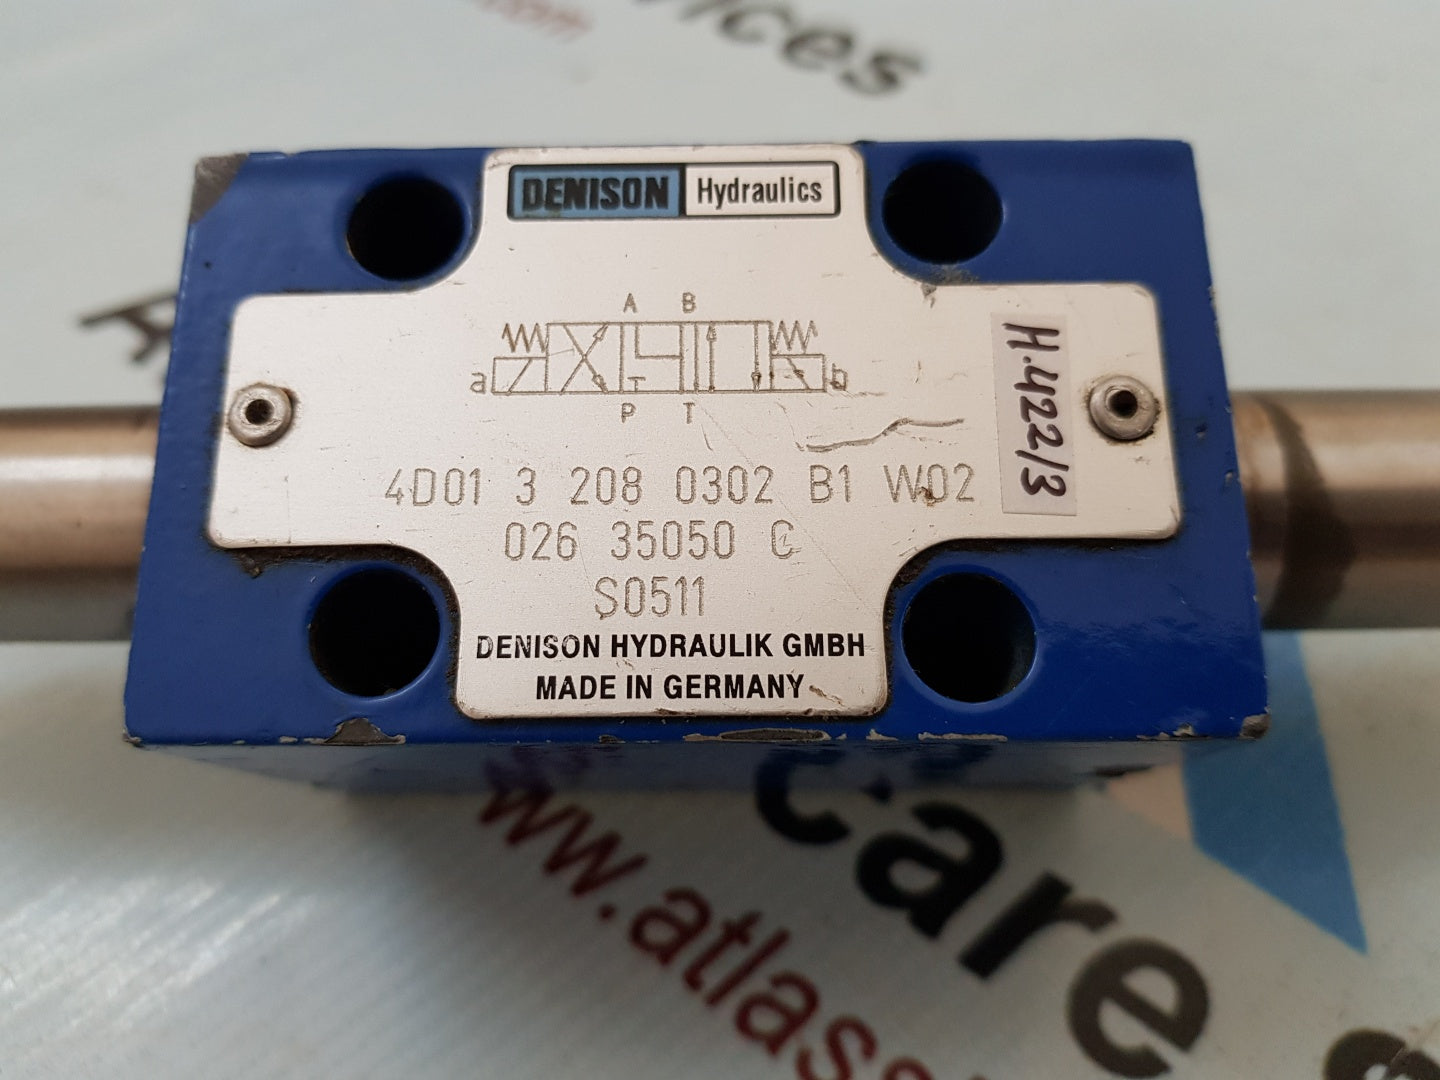 DENISON Hydraulics
A B
a b
T
P T
4D01 3 208 0302 B1 W02
026 35050 C
S0511
DENISON HYDRAULIK GMBH
MADE IN GERMANY
H.422/3
care
www.atlas